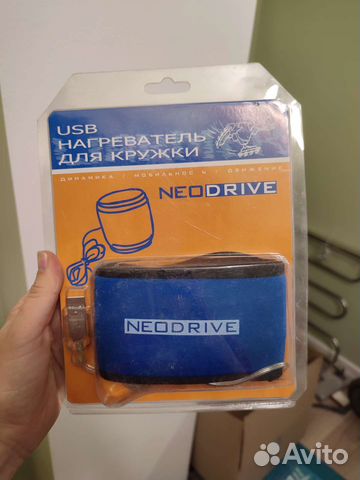 USB
НАГРЕВАТЕЛЬ
ДЛЯ КРУЖКИ
ДИНАМИКА / МОБИЛЬНОСТЬ / ДВИЖЕНИЕ
NEODRIVE
NEODRIVE
Avito